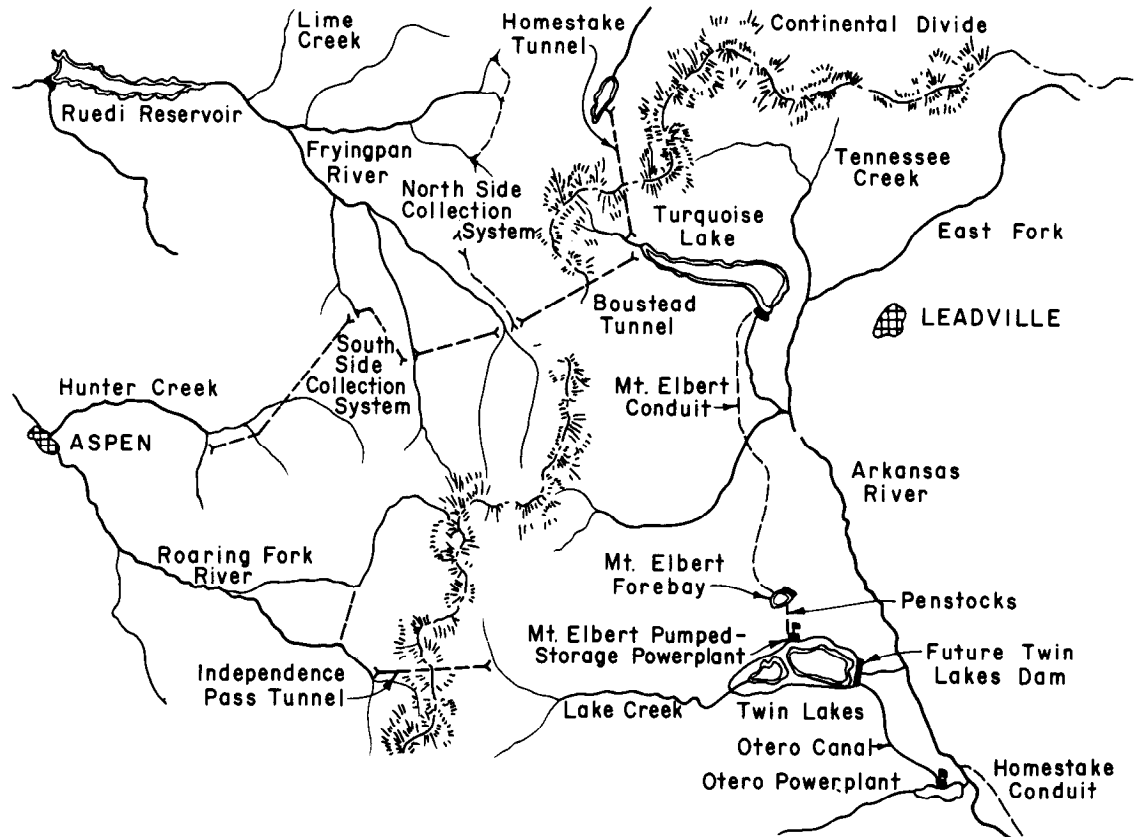 Lime
Creek
Homestake
Tunnel
Continental Divide
Ruedi Reservoir
Fryingpan
River
North Side
Collection
System
Turquoise
Lake
Tennessee
Creek
East Fork
Boustead
Tunnel
LEADVILLE
South
Side
Collection
System
Hunter Creek
Mt. Elbert
Conduit
ASPEN
Arkansas
River
Roaring Fork
River
Mt. Elbert
Forebay
Penstocks
Mt. Elbert Pumped-
Storage Powerplant
Future Twin
Lakes Dam
Independence
Pass Tunnel
Lake Creek
Twin Lakes
Otero Canal
Otero Powerplant
Homestake
Conduit